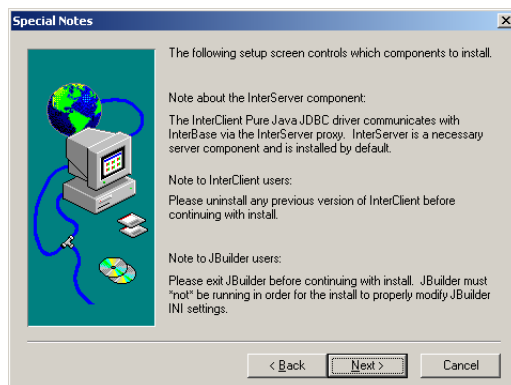 Special Notes
The following setup screen controls which components to install.
Note about the InterServer component:
The InterClient Pure Java JDBC driver communicates with
InterBase via the InterServer proxy. InterServer is a necessary
server component and is installed by default.
Note to InterClient users:
Please uninstall any previous version of InterClient before
continuing with install.
Note to JBuilder users:
Please exit JBuilder before continuing with install. JBuilder must
*not* be running in order for the install to properly modify JBuilder
INI settings.
< Back
Next >
Cancel